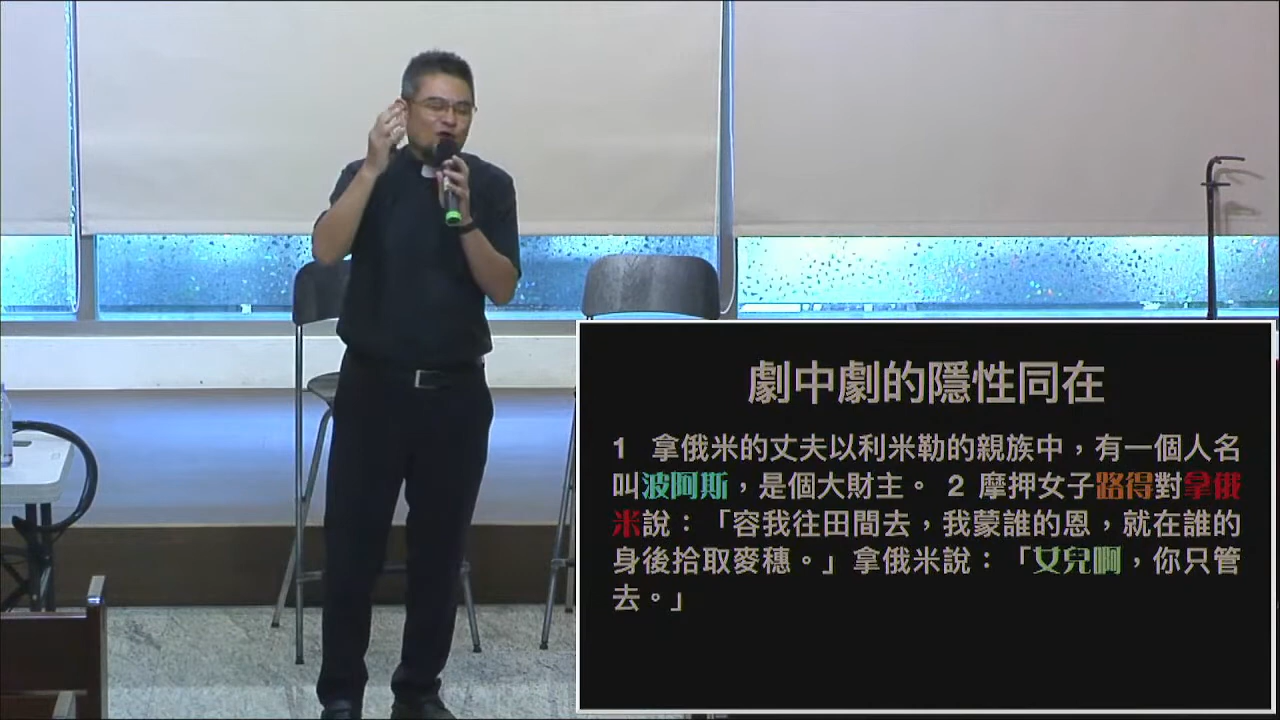 劇中劇的隱性同在
1 拿俄米的丈夫以利米勒的親族中，有一個人名
叫波阿斯，是個大財主。 2 摩押女子路得對拿俄
米說：「容我往田間去，我蒙誰的恩，就在誰的
身後拾取麥穗。」拿俄米說：「女兒啊，你只管
去。」